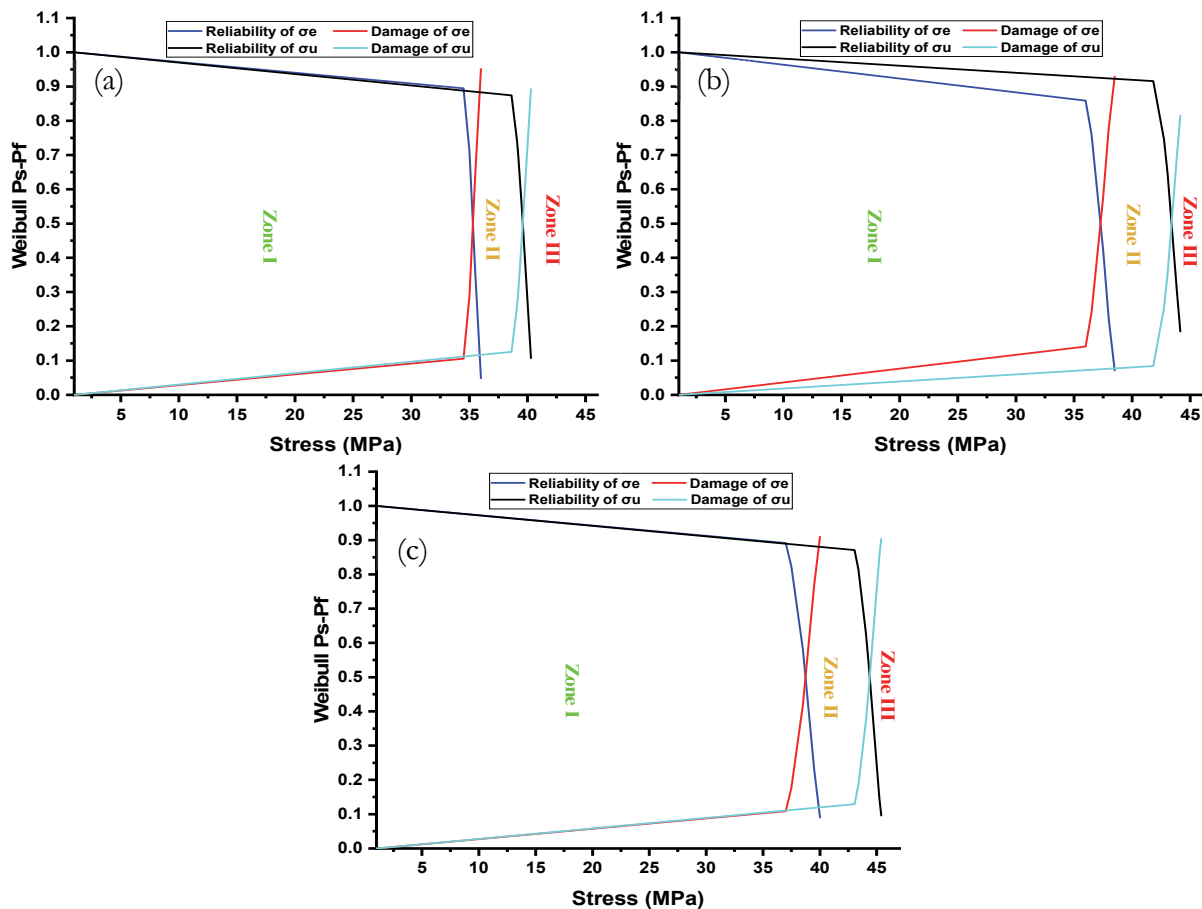 Reliability of σe Damage of σe
Reliability of σu Damage of σu
(a)
Weibull Ps-Pf
1.1
1.0
0.9
0.8
0.7
0.6
0.5
0.4
0.3
0.2
0.1
0.0
Zone I
Zone II
Zone III
5 10 15 20 25 30 35 40 45
Stress (MPa)
Reliability of σe Damage of σe
Reliability of σu Damage of σu
(b)
Weibull Ps-Pf
1.1
1.0
0.9
0.8
0.7
0.6
0.5
0.4
0.3
0.2
0.1
0.0
Zone I
Zone II
Zone III
5 10 15 20 25 30 35 40 45
Stress (MPa)
Reliability of σe Damage of σe
Reliability of σu Damage of σu
(c)
Weibull Ps-Pf
1.1
1.0
0.9
0.8
0.7
0.6
0.5
0.4
0.3
0.2
0.1
0.0
Zone I
Zone II
Zone III
5 10 15 20 25 30 35 40 45
Stress (MPa)